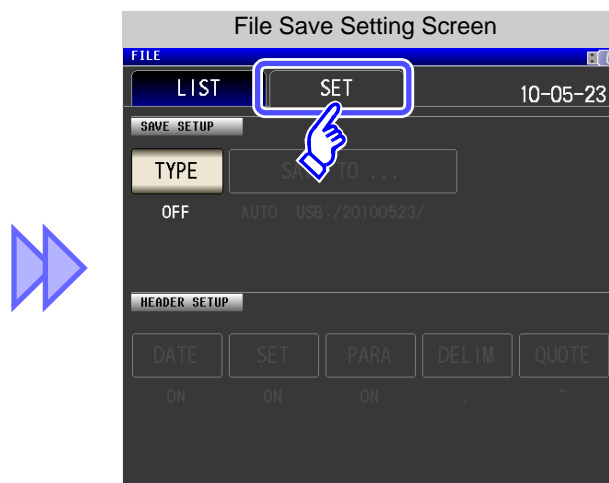 File Save Setting Screen
FILE
LIST SET 10-05-23
SAVE SETUP
TYPE SAVE TO ...
OFF AUTO USB:/20100523/
HEADER SETUP
DATE SET PARA DELIM QUOTE
ON ON ON , "